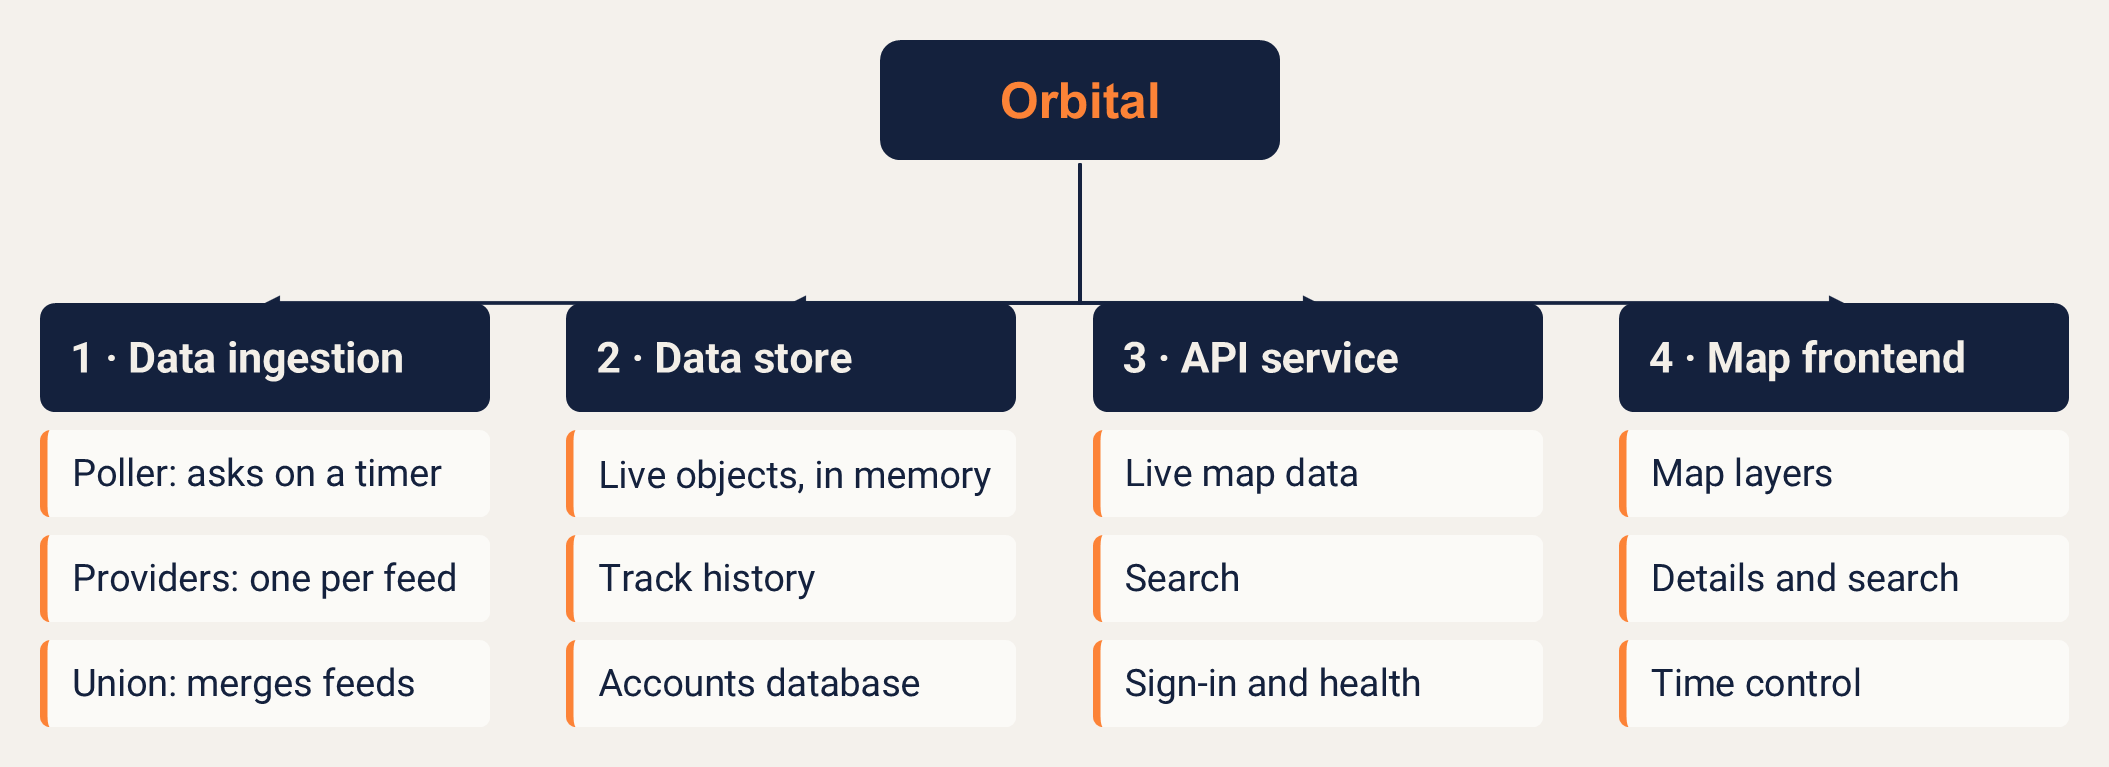 Orbital
1 · Data ingestion
Poller: asks on a timer
Providers: one per feed
Union: merges feeds
2 · Data store
Live objects, in memory
Track history
Accounts database
3 · API service
Live map data
Search
Sign-in and health
4 · Map frontend
Map layers
Details and search
Time control